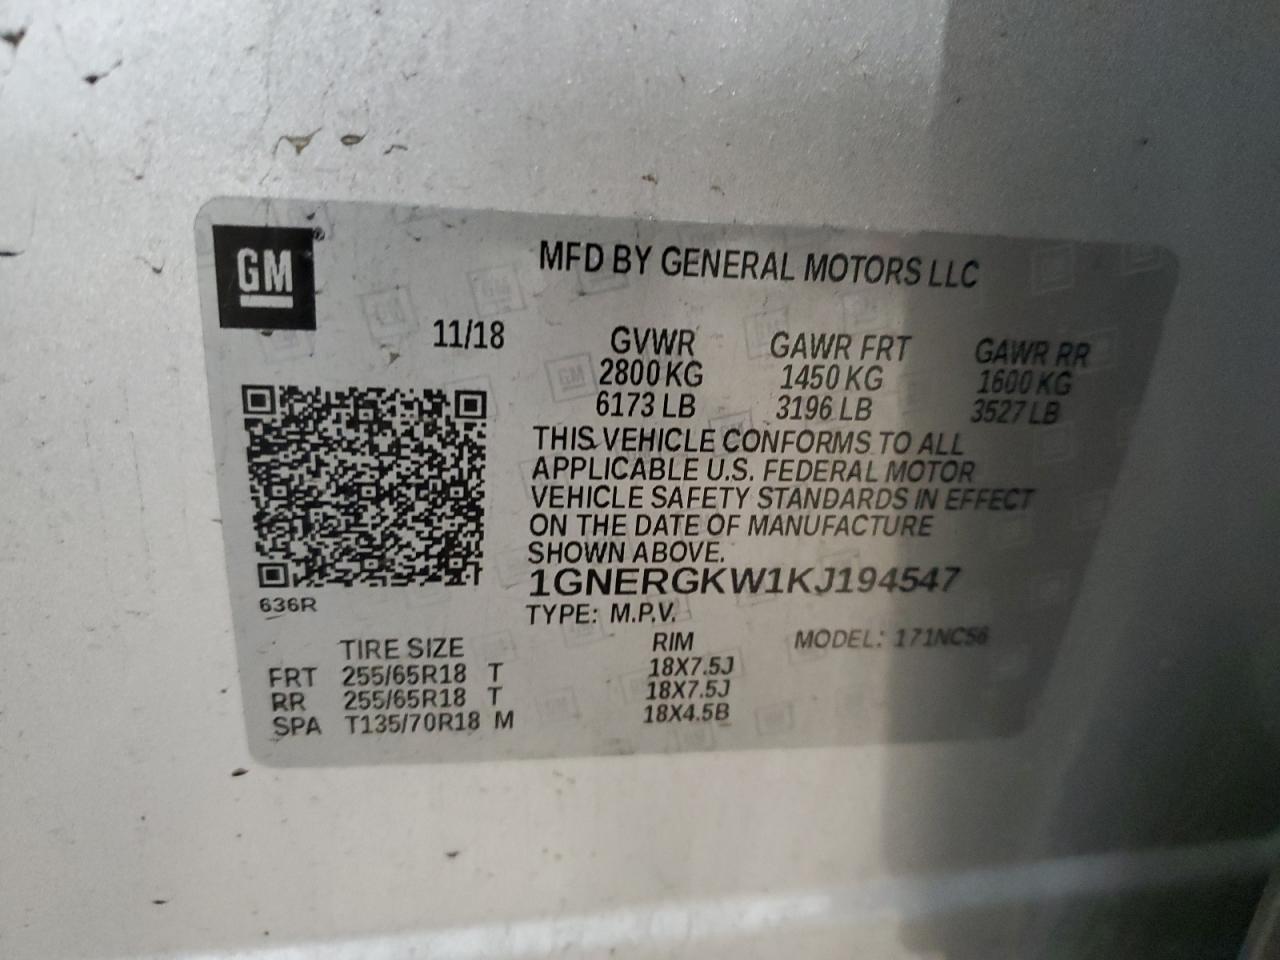 GM
MFD BY GENERAL MOTORS LLC
11/18
GVWR GAWR FRT GAWR RR
2800 KG 1450 KG 1600 KG
6173 LB 3196 LB 3527 LB
THIS VEHICLE CONFORMS TO ALL
APPLICABLE U.S. FEDERAL MOTOR
VEHICLE SAFETY STANDARDS IN EFFECT
ON THE DATE OF MANUFACTURE
SHOWN ABOVE.
1GNERGKW1KJ194547
636R
TYPE: M.P.V.
TIRE SIZE RIM MODEL: 171NC56
FRT 255/65R18 T 18X7.5J
RR 255/65R18 T 18X7.5J
SPA T135/70R18 M 18X4.5B